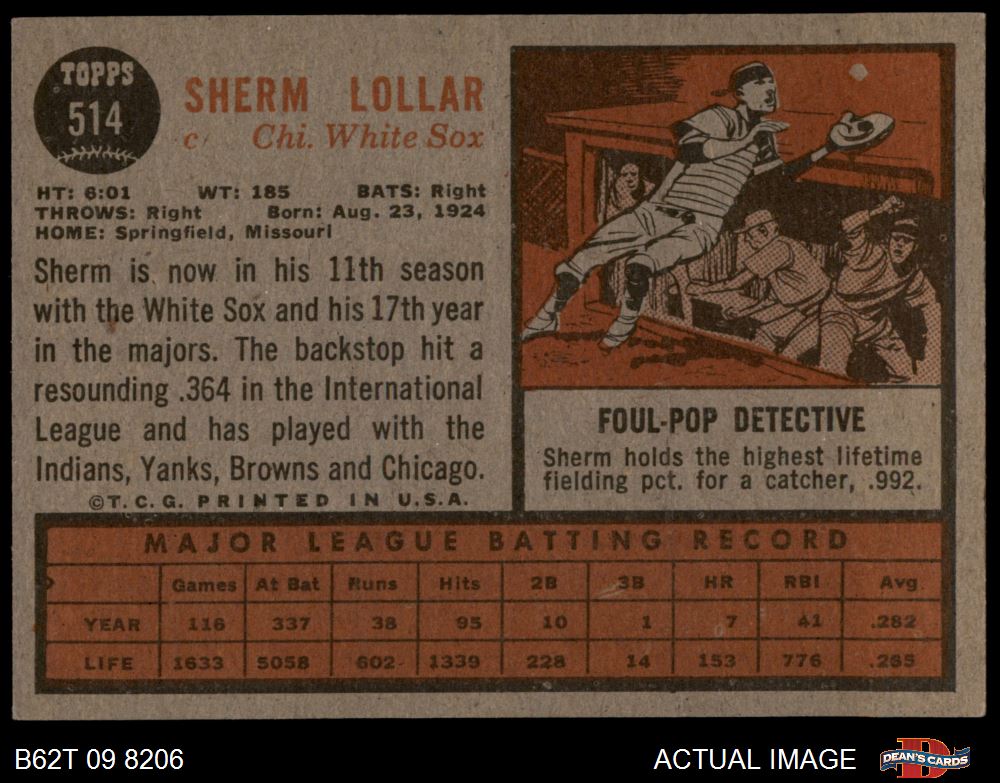 TOPPS
514
SHERM LOLLAR
c Chi. White Sox
HT: 6:01 WT: 185 BATS: Right
THROWS: Right Born: Aug. 23, 1924
HOME: Springfield, Missouri
Sherm is now in his 11th season
with the White Sox and his 17th year
in the majors. The backstop hit a
resounding .364 in the International
League and has played with the
Indians, Yanks, Browns and Chicago.
©T.C.G. PRINTED IN U.S.A.
FOUL-POP DETECTIVE
Sherm holds the highest lifetime
fielding pct. for a catcher, .992.
MAJOR LEAGUE BATTING RECORD
Games At Bat Runs Hits 2B 3B HR RBI Avg
YEAR 116 337 38 95 10 1 7 41 .282
LIFE 1633 5058 602 1339 228 14 153 776 .265
B62T 09 8206 ACTUAL IMAGE DEAN'S CARDS